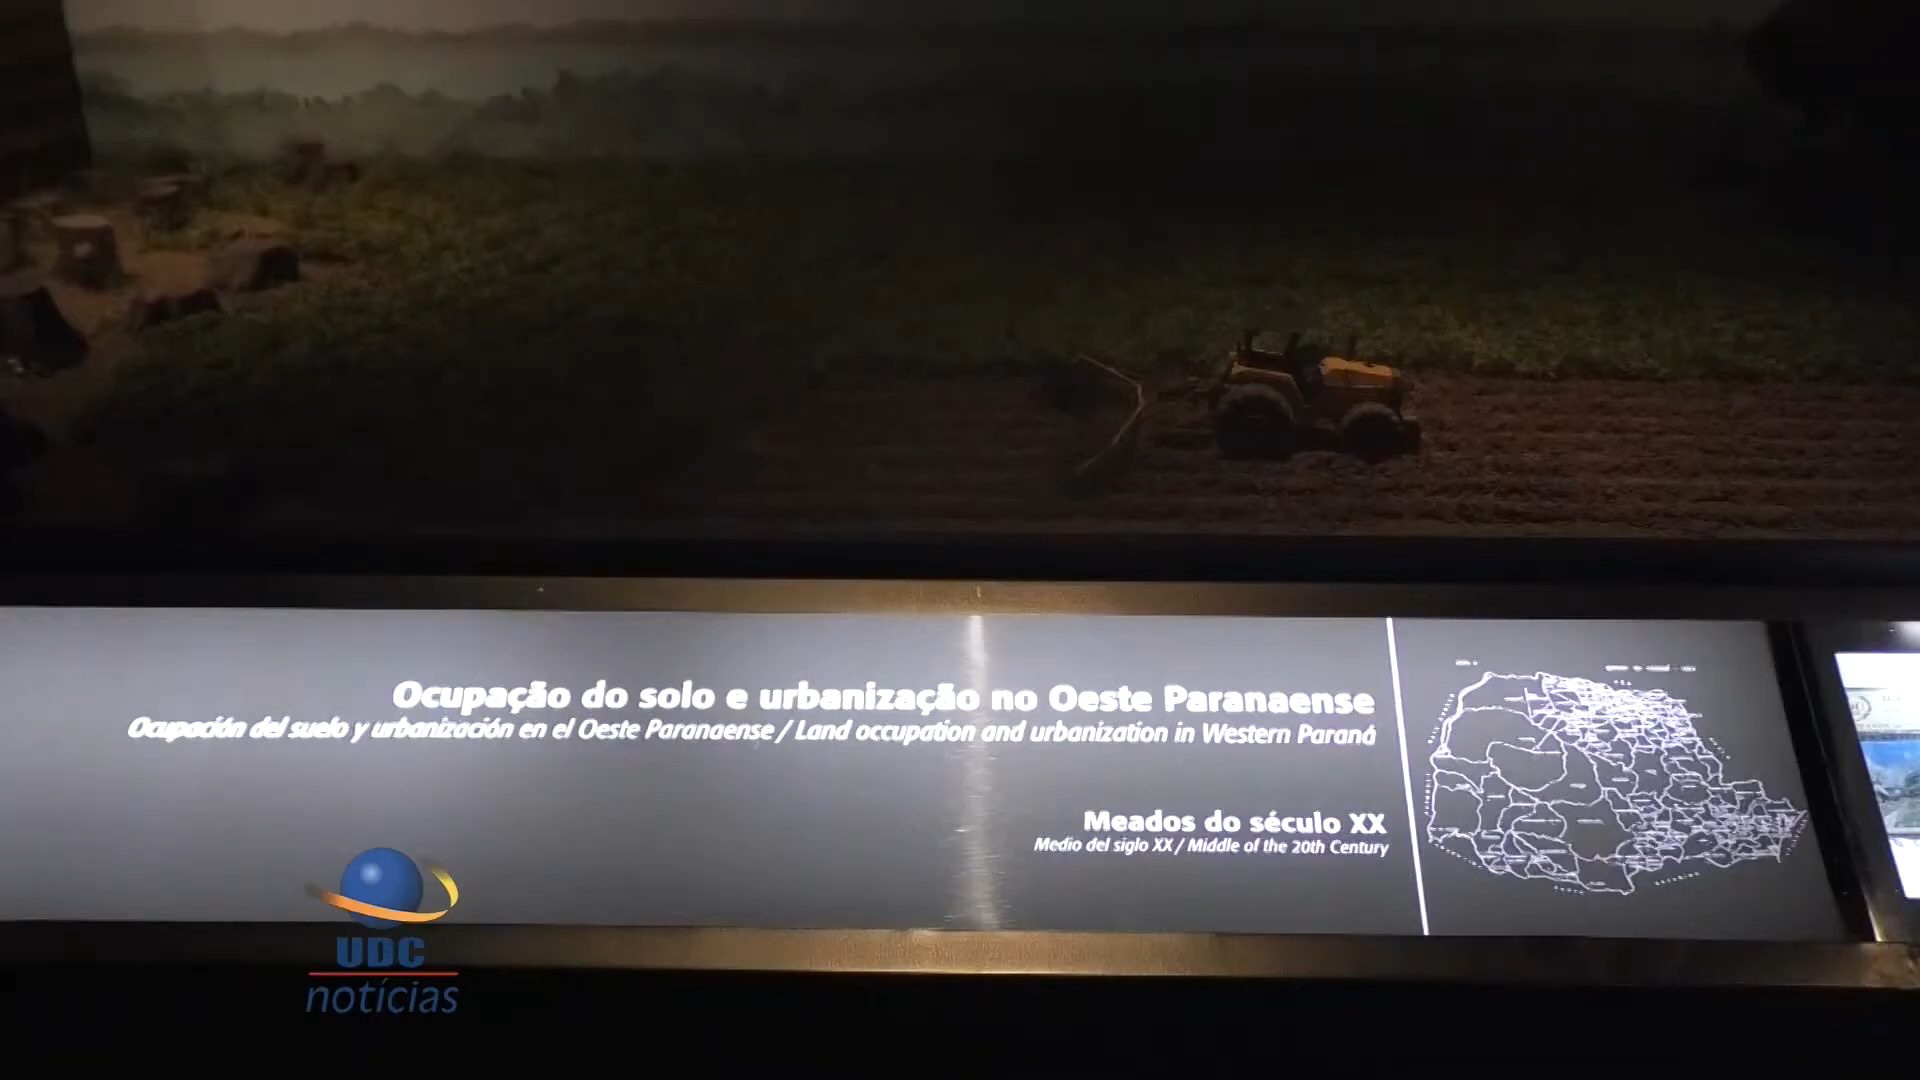 Ocupação do solo e urbanização no Oeste Paranaense
Ocupación del suelo y urbanización en el Oeste Paranaense / Land occupation and urbanization in Western Paraná
Meados do século XX
Medio del siglo XX / Middle of the 20th Century
UDC
notícias